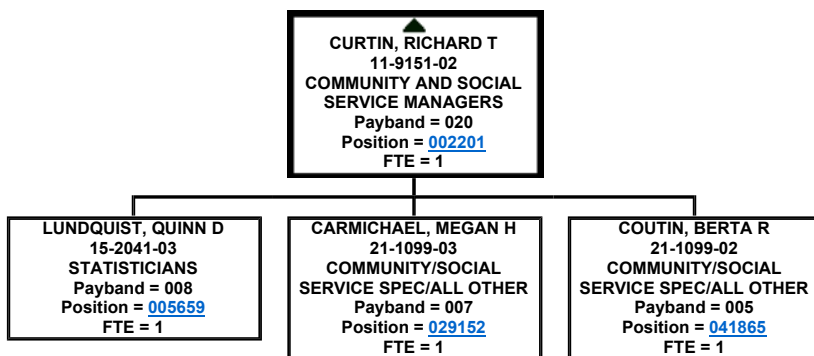 CURTIN, RICHARD T
11-9151-02
COMMUNITY AND SOCIAL
SERVICE MANAGERS
Payband = 020
Position = 002201
FTE = 1
LUNDQUIST, QUINN D
15-2041-03
STATISTICIANS
Payband = 008
Position = 005659
FTE = 1
CARMICHAEL, MEGAN H
21-1099-03
COMMUNITY/SOCIAL
SERVICE SPEC/ALL OTHER
Payband = 007
Position = 029152
FTE = 1
COUTIN, BERTA R
21-1099-02
COMMUNITY/SOCIAL
SERVICE SPEC/ALL OTHER
Payband = 005
Position = 041865
FTE = 1